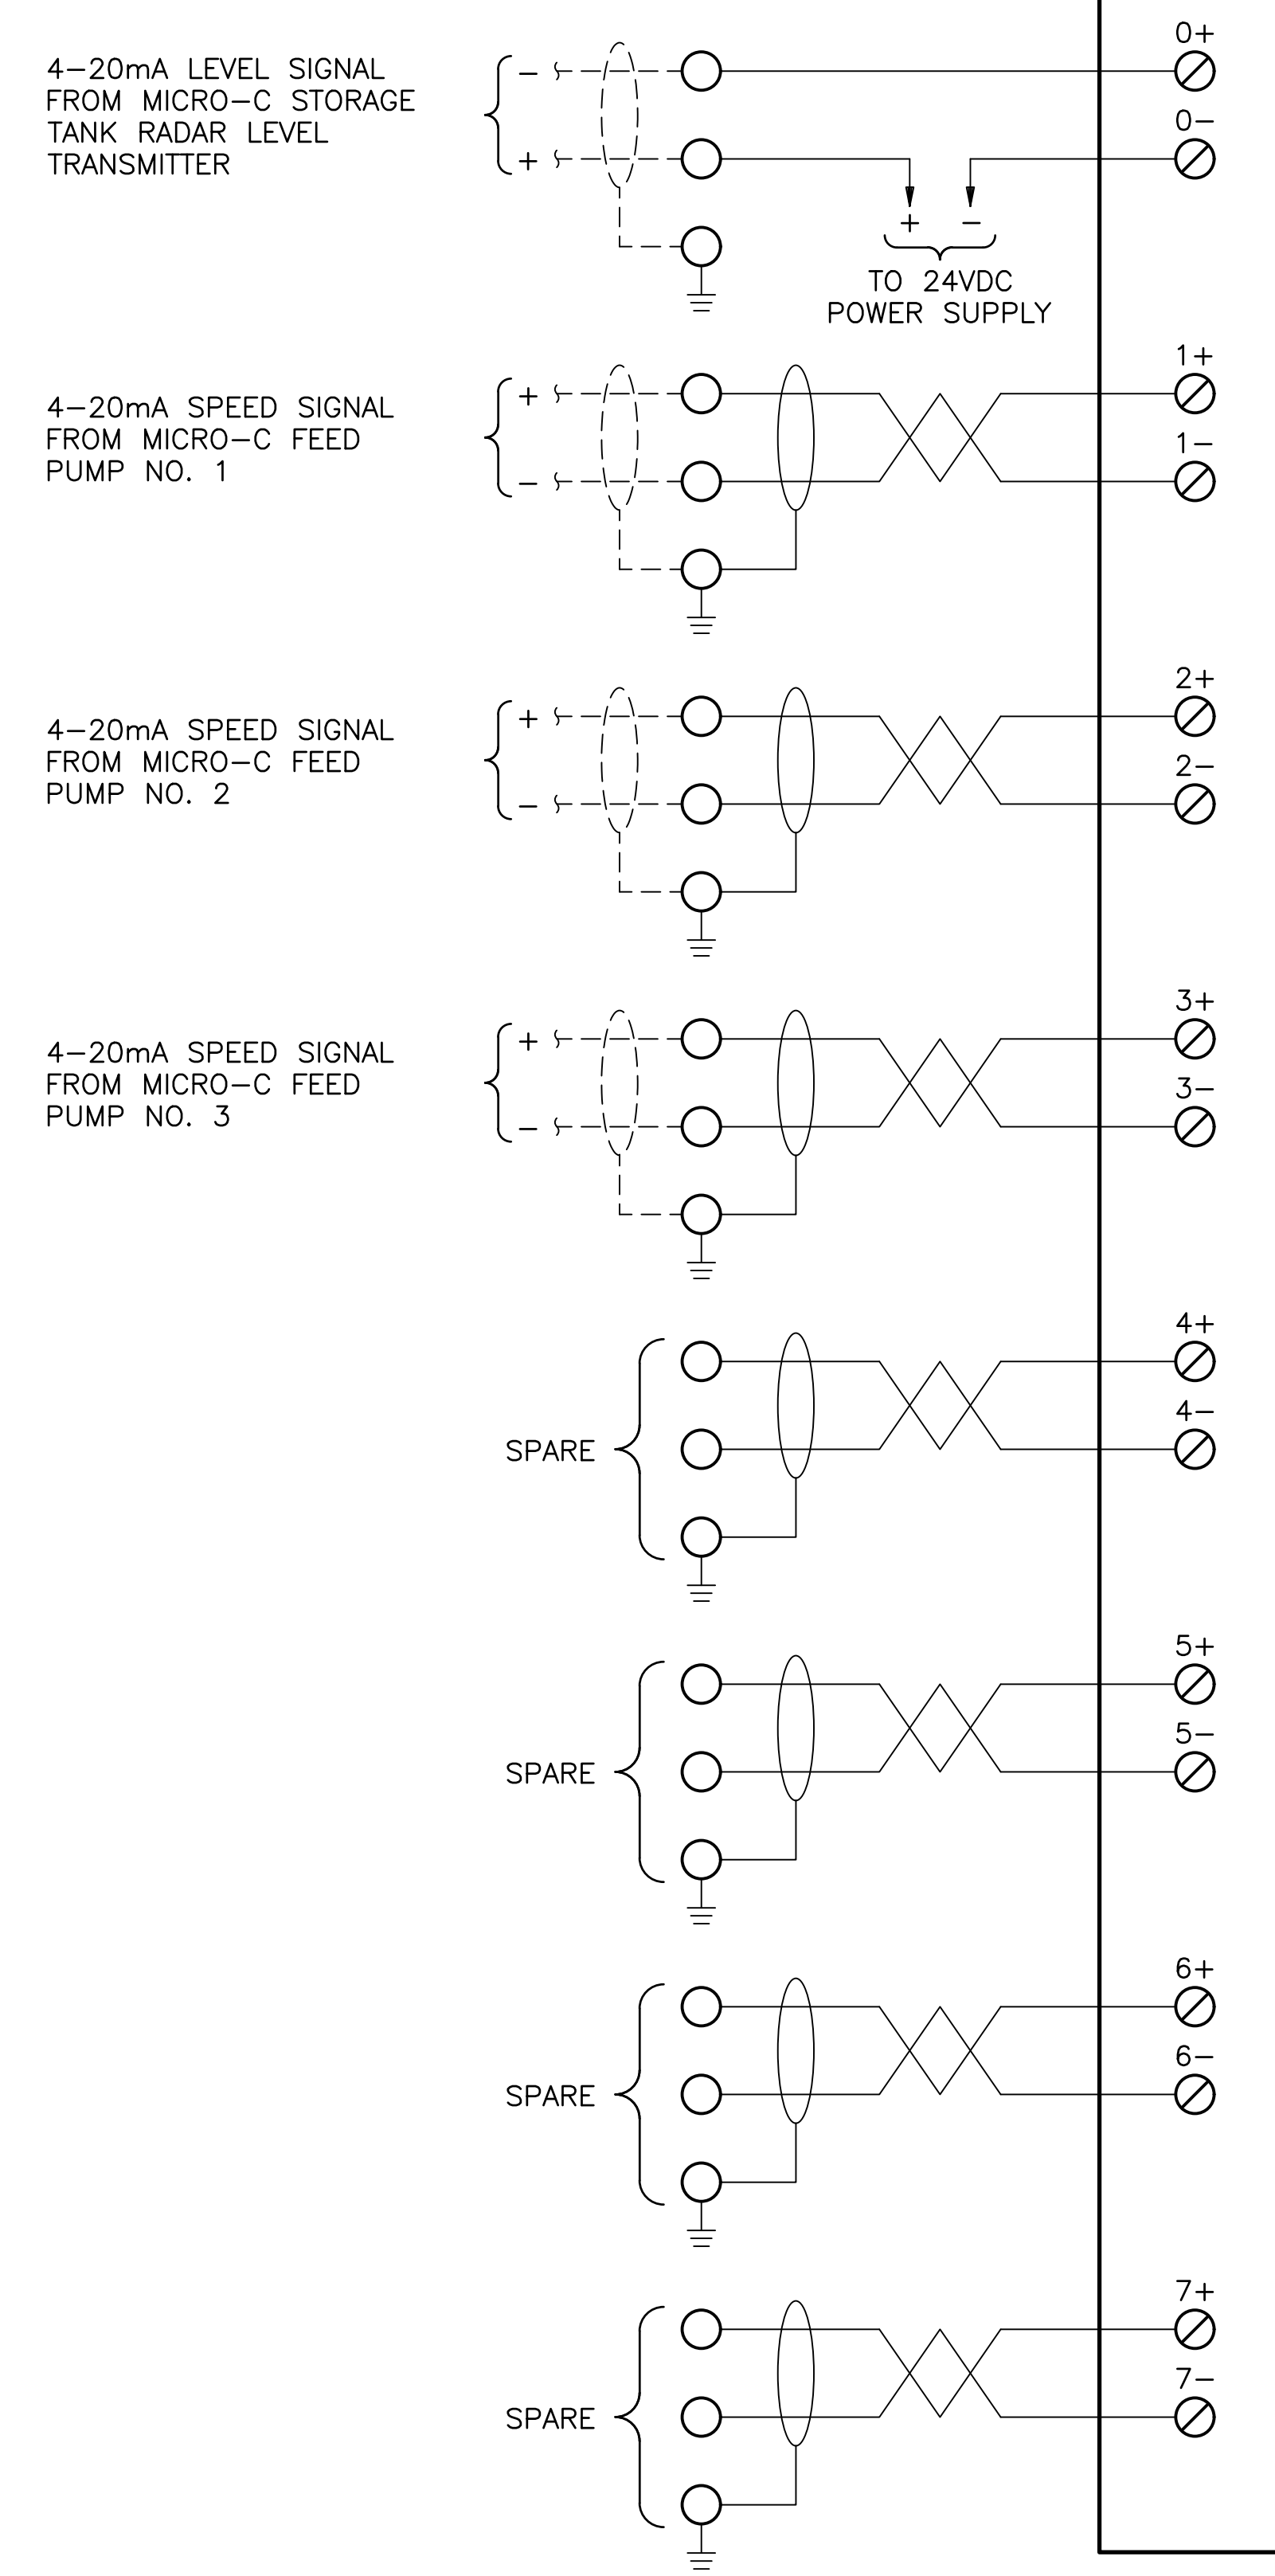 0+
4-20mA LEVEL SIGNAL
FROM MICRO-C STORAGE
TANK RADAR LEVEL
TRANSMITTER
-
+
0-
+ -
TO 24VDC
POWER SUPPLY
1+
4-20mA SPEED SIGNAL
FROM MICRO-C FEED
PUMP NO. 1
+
-
1-
2+
4-20mA SPEED SIGNAL
FROM MICRO-C FEED
PUMP NO. 2
+
-
2-
3+
4-20mA SPEED SIGNAL
FROM MICRO-C FEED
PUMP NO. 3
+
-
3-
4+
4-
SPARE
5+
5-
SPARE
6+
6-
SPARE
7+
7-
SPARE